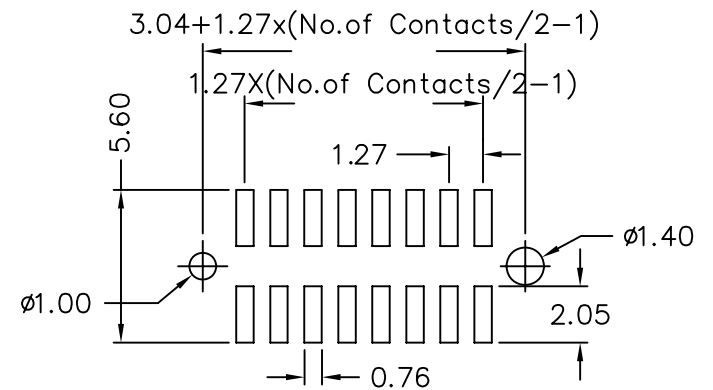 3.04+1.27x(No.of Contacts/2-1)
1.27X(No.of Contacts/2-1)
5.60
1.27
ø1.40
ø1.00
2.05
0.76